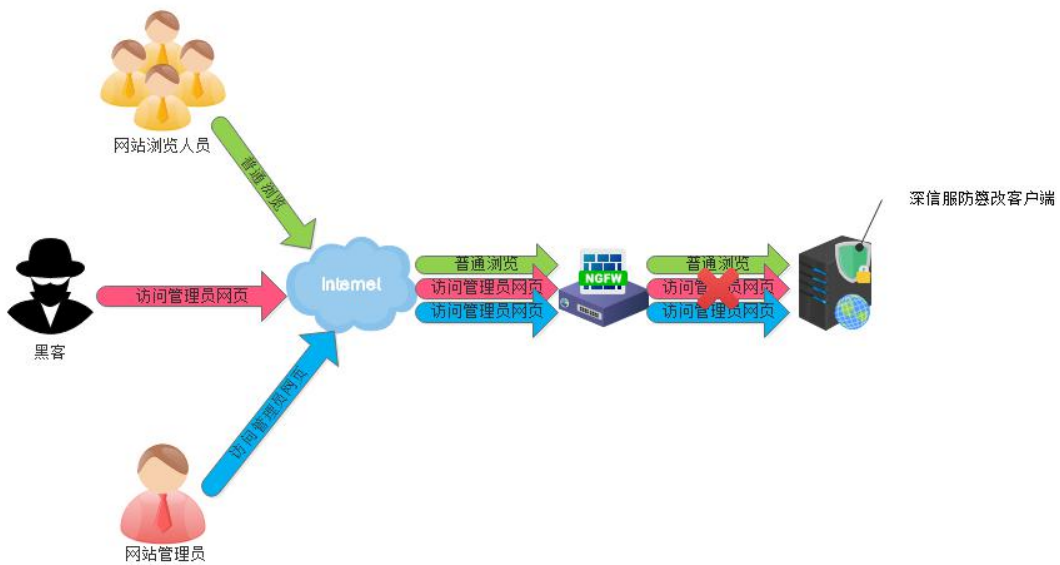 网站浏览人员
普通浏览
深信服防篡改客户端
Internel
普通浏览
NGFW
普通浏览
访问管理员网页
访问管理员网页
访问管理员网页
黑客
访问管理员网页
访问管理员网页
访问管理员网页
网站管理员